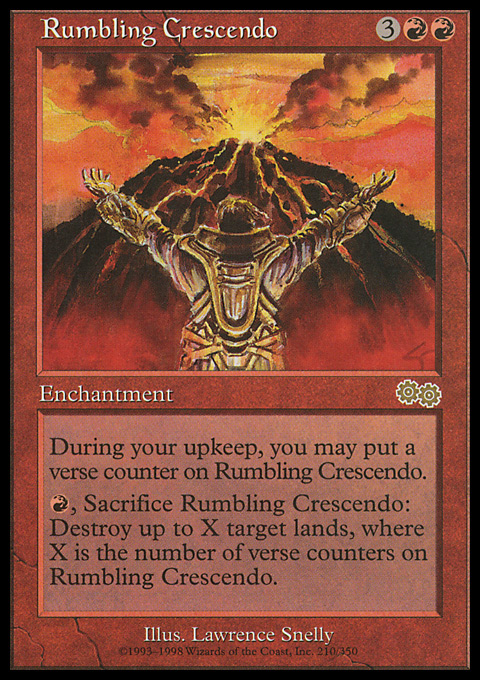 Rumbling Crescendo 3
Enchantment
During your upkeep, you may put a
verse counter on Rumbling Crescendo.
, Sacrifice Rumbling Crescendo:
Destroy up to X target lands, where
X is the number of verse counters on
Rumbling Crescendo.
Illus. Lawrence Snelly
©1993–1998 Wizards of the Coast, Inc. 210/350